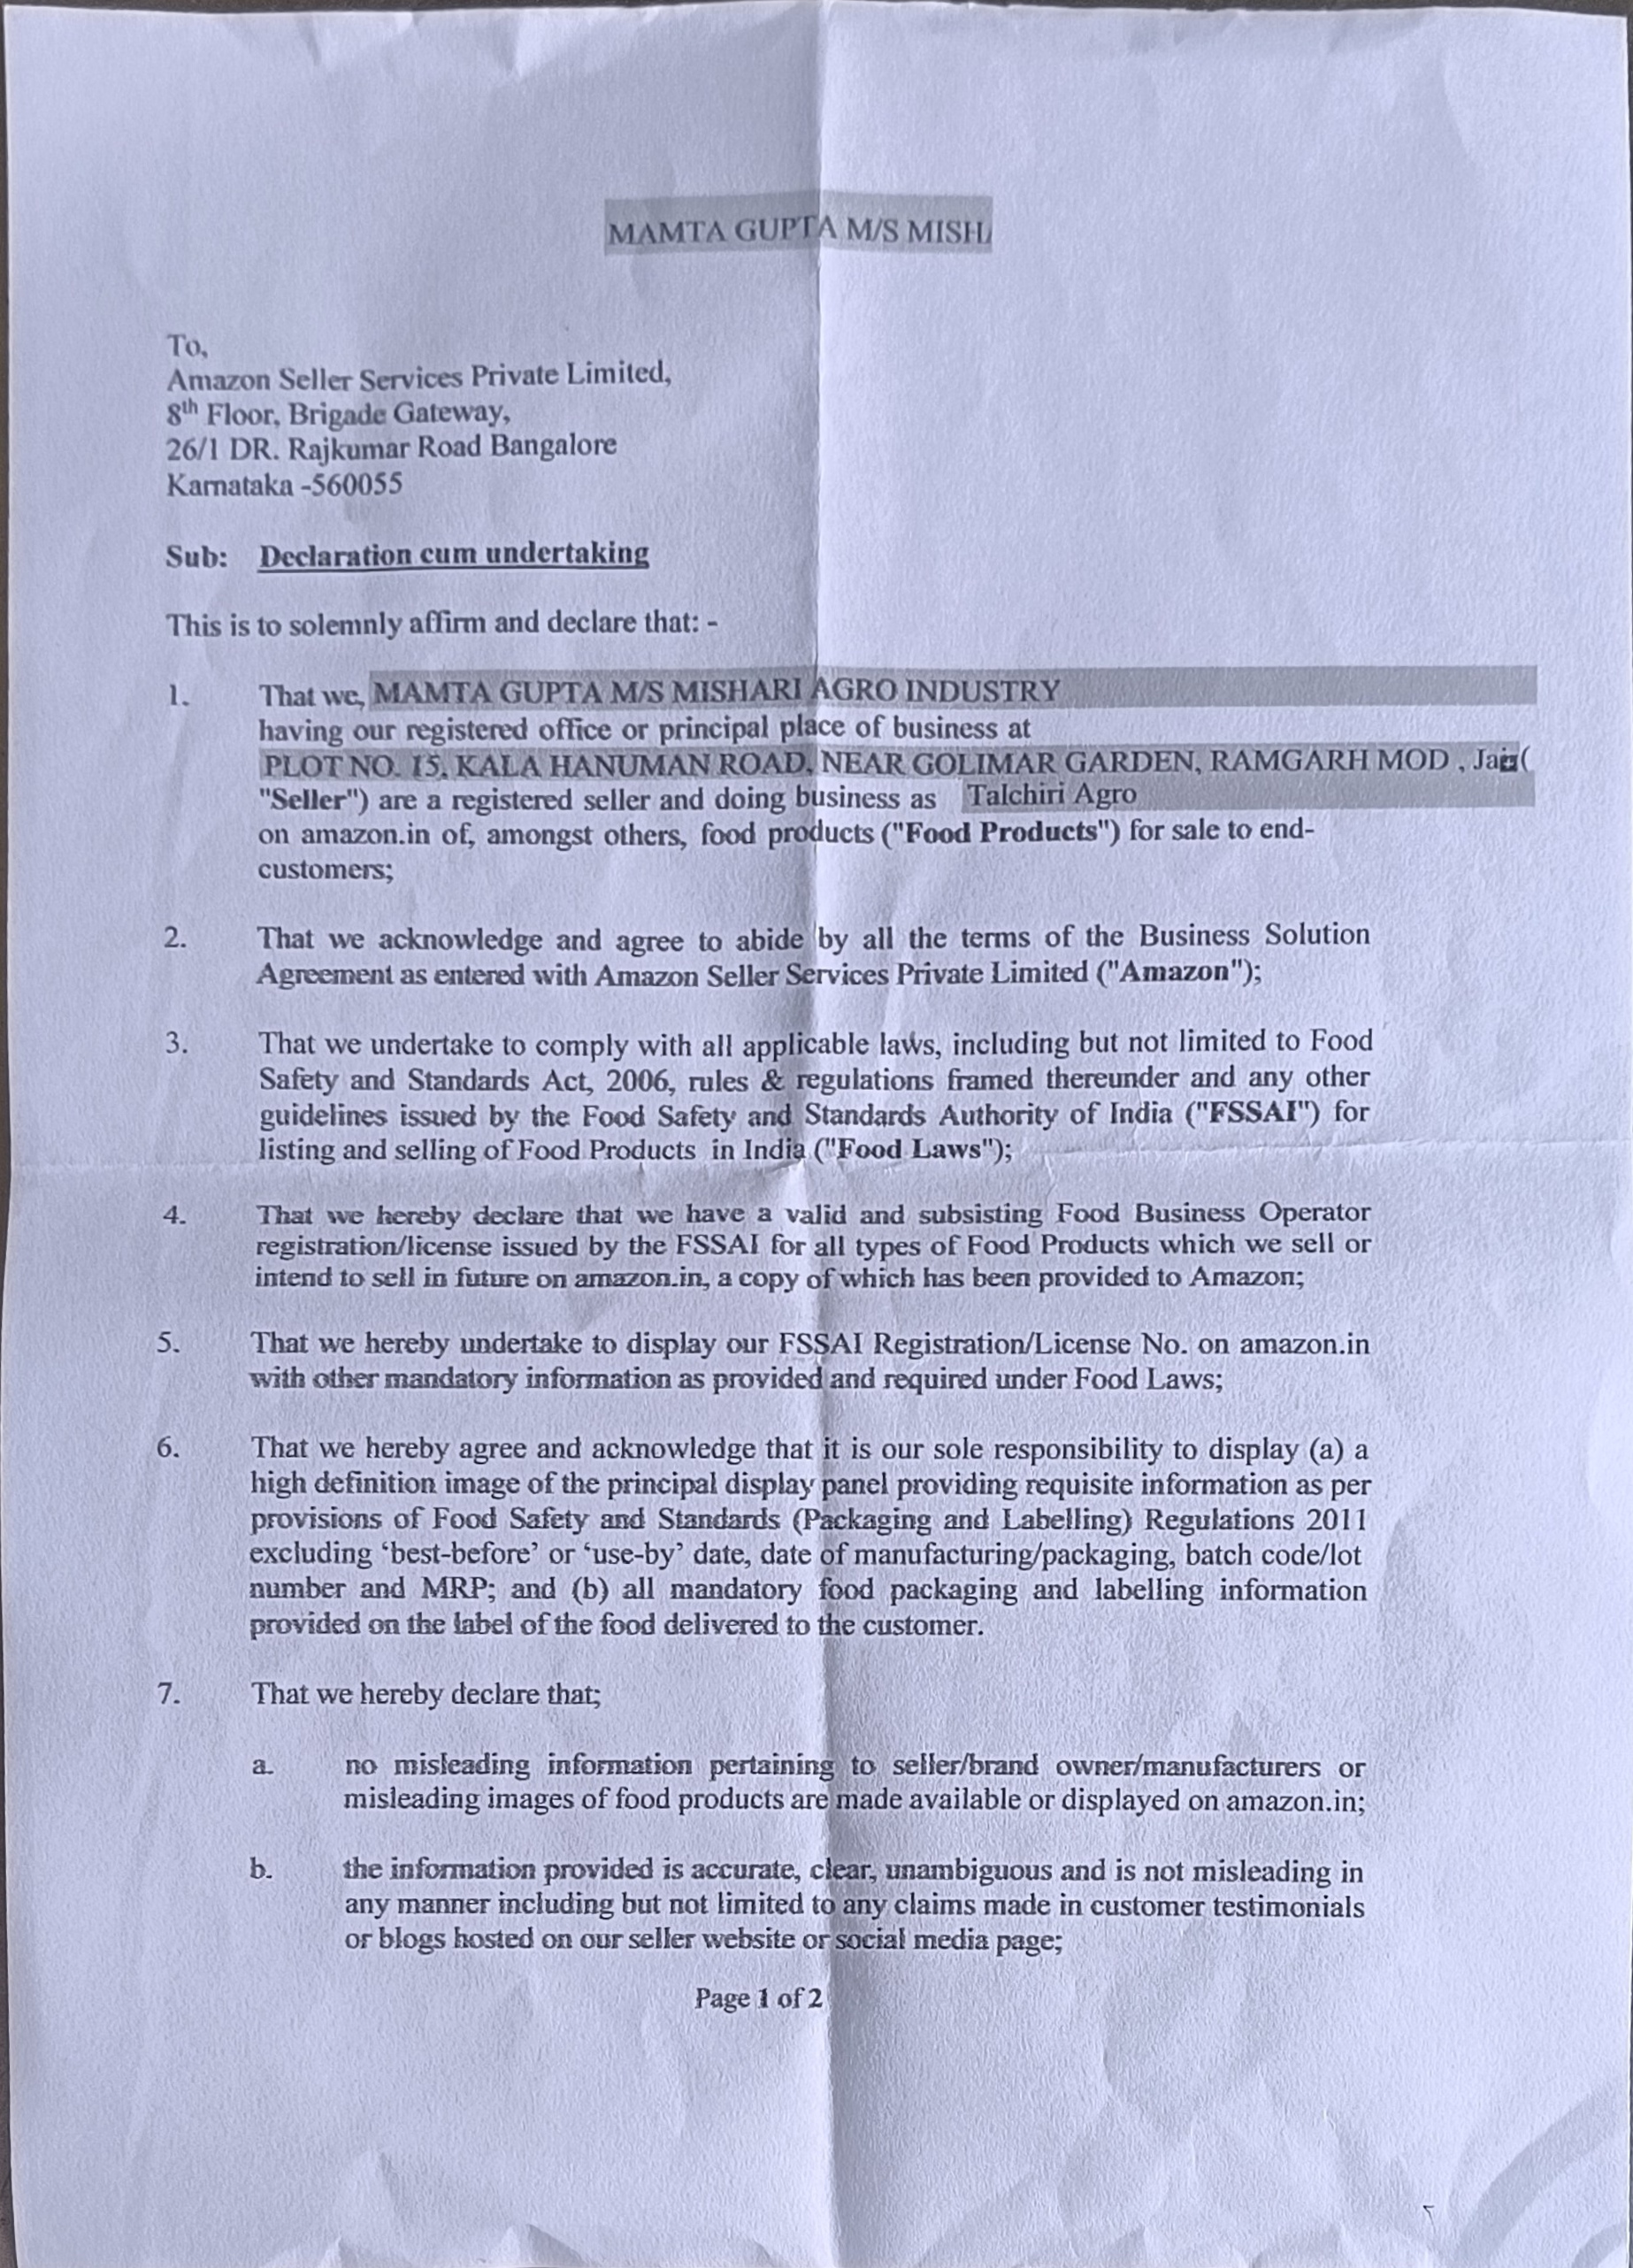 MAMTA GUPTA M/S MISH
To,
Amazon Seller Services Private Limited,
8th Floor, Brigade Gateway,
26/1 DR. Rajkumar Road Bangalore
Karnataka -560055
Sub: Declaration cum undertaking
This is to solemnly affirm and declare that: -
1. That we, MAMTA GUPTA M/S MISHARI AGRO INDUSTRY
having our registered office or principal place of business at
PLOT NO. 15, KALA HANUMAN ROAD, NEAR GOLIMAR GARDEN, RAMGARH MOD , (
"Seller") are a registered seller and doing business as Talchiri Agro
on amazon.in of, amongst others, food products ("Food Products") for sale to end-
customers;
2. That we acknowledge and agree to abide by all the terms of the Business Solution
Agreement as entered with Amazon Seller Services Private Limited ("Amazon");
3. That we undertake to comply with all applicable laws, including but not limited to Food
Safety and Standards Act, 2006, rules & regulations framed thereunder and any other
guidelines issued by the Food Safety and Standards Authority of India ("FSSAI") for
listing and selling of Food Products in India ("Food Laws");
4. That we hereby declare that we have a valid and subsisting Food Business Operator
registration/license issued by the FSSAI for all types of Food Products which we sell or
intend to sell in future on amazon.in, a copy of which has been provided to Amazon;
5. That we hereby undertake to display our FSSAI Registration/License No. on amazon.in
with other mandatory information as provided and required under Food Laws;
6. That we hereby agree and acknowledge that it is our sole responsibility to display (a) a
high definition image of the principal display panel providing requisite information as per
provisions of Food Safety and Standards (Packaging and Labelling) Regulations 2011
excluding ‘best-before’ or ‘use-by’ date, date of manufacturing/packaging, batch code/lot
number and MRP; and (b) all mandatory food packaging and labelling information
provided on the label of the food delivered to the customer.
7. That we hereby declare that;
a. no misleading information pertaining to seller/brand owner/manufacturers or
misleading images of food products are made available or displayed on amazon.in;
b. the information provided is accurate, clear, unambiguous and is not misleading in
any manner including but not limited to any claims made in customer testimonials
or blogs hosted on our seller website or social media page;
Page 1 of 2